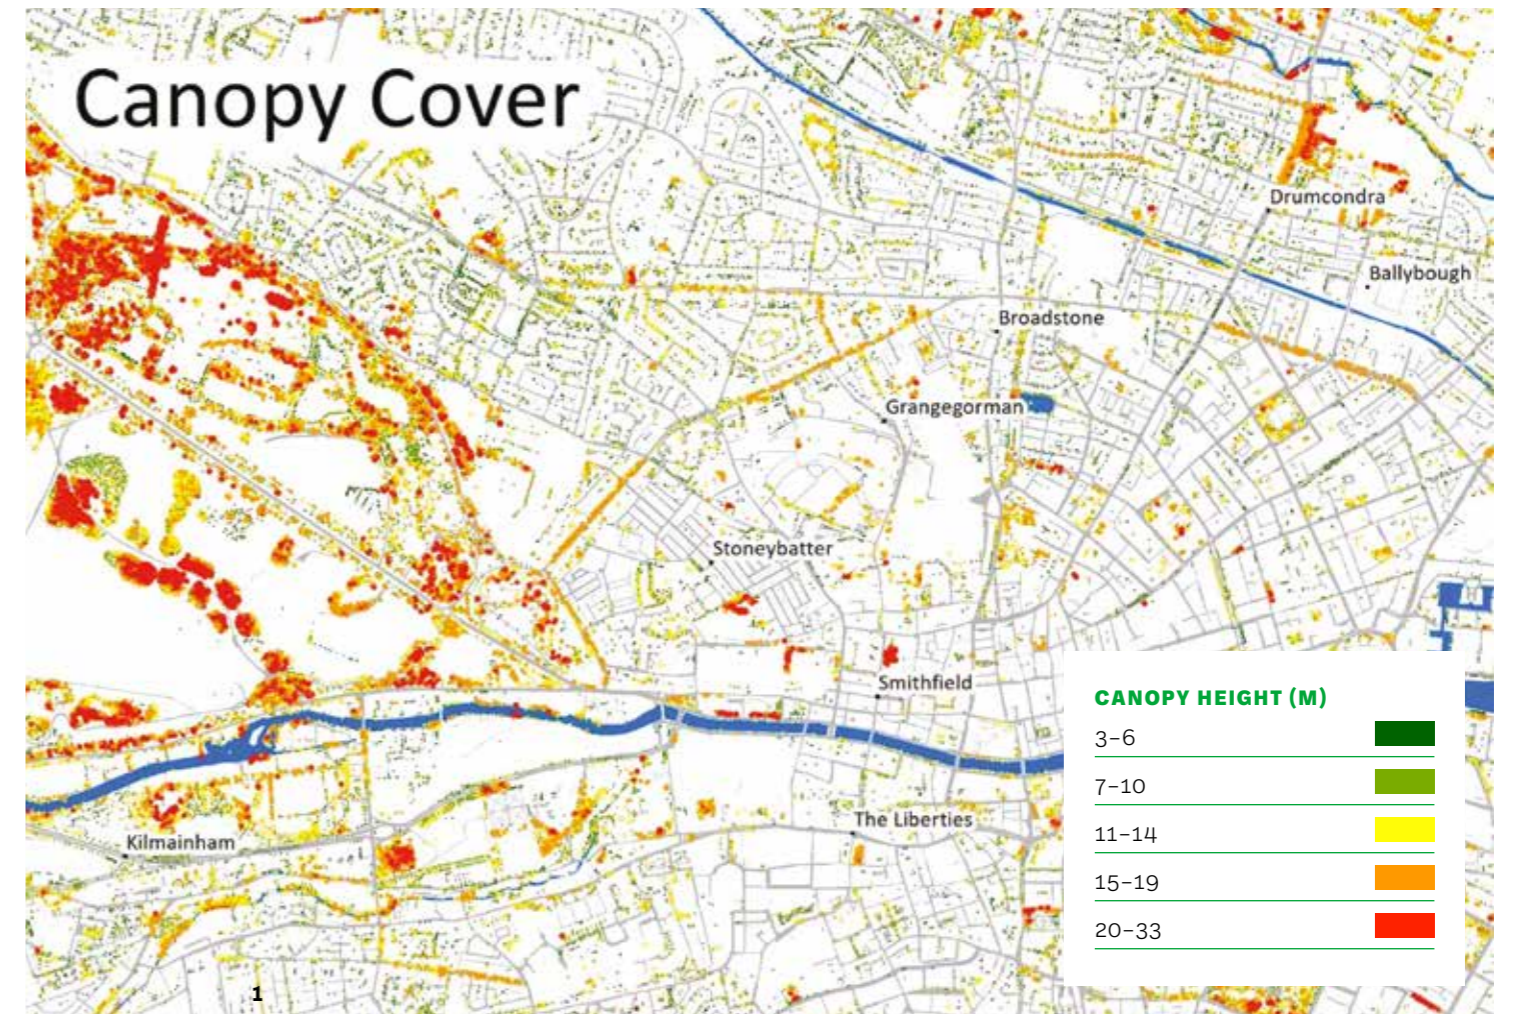 Canopy Cover
Drumcondra
Ballybough
Broadstone
Grangegorman
Stoneybatter
Smithfield
The Liberties
Kilmainham
CANOPY HEIGHT (M)
3–6
7–10
11–14
15–19
20–33
1